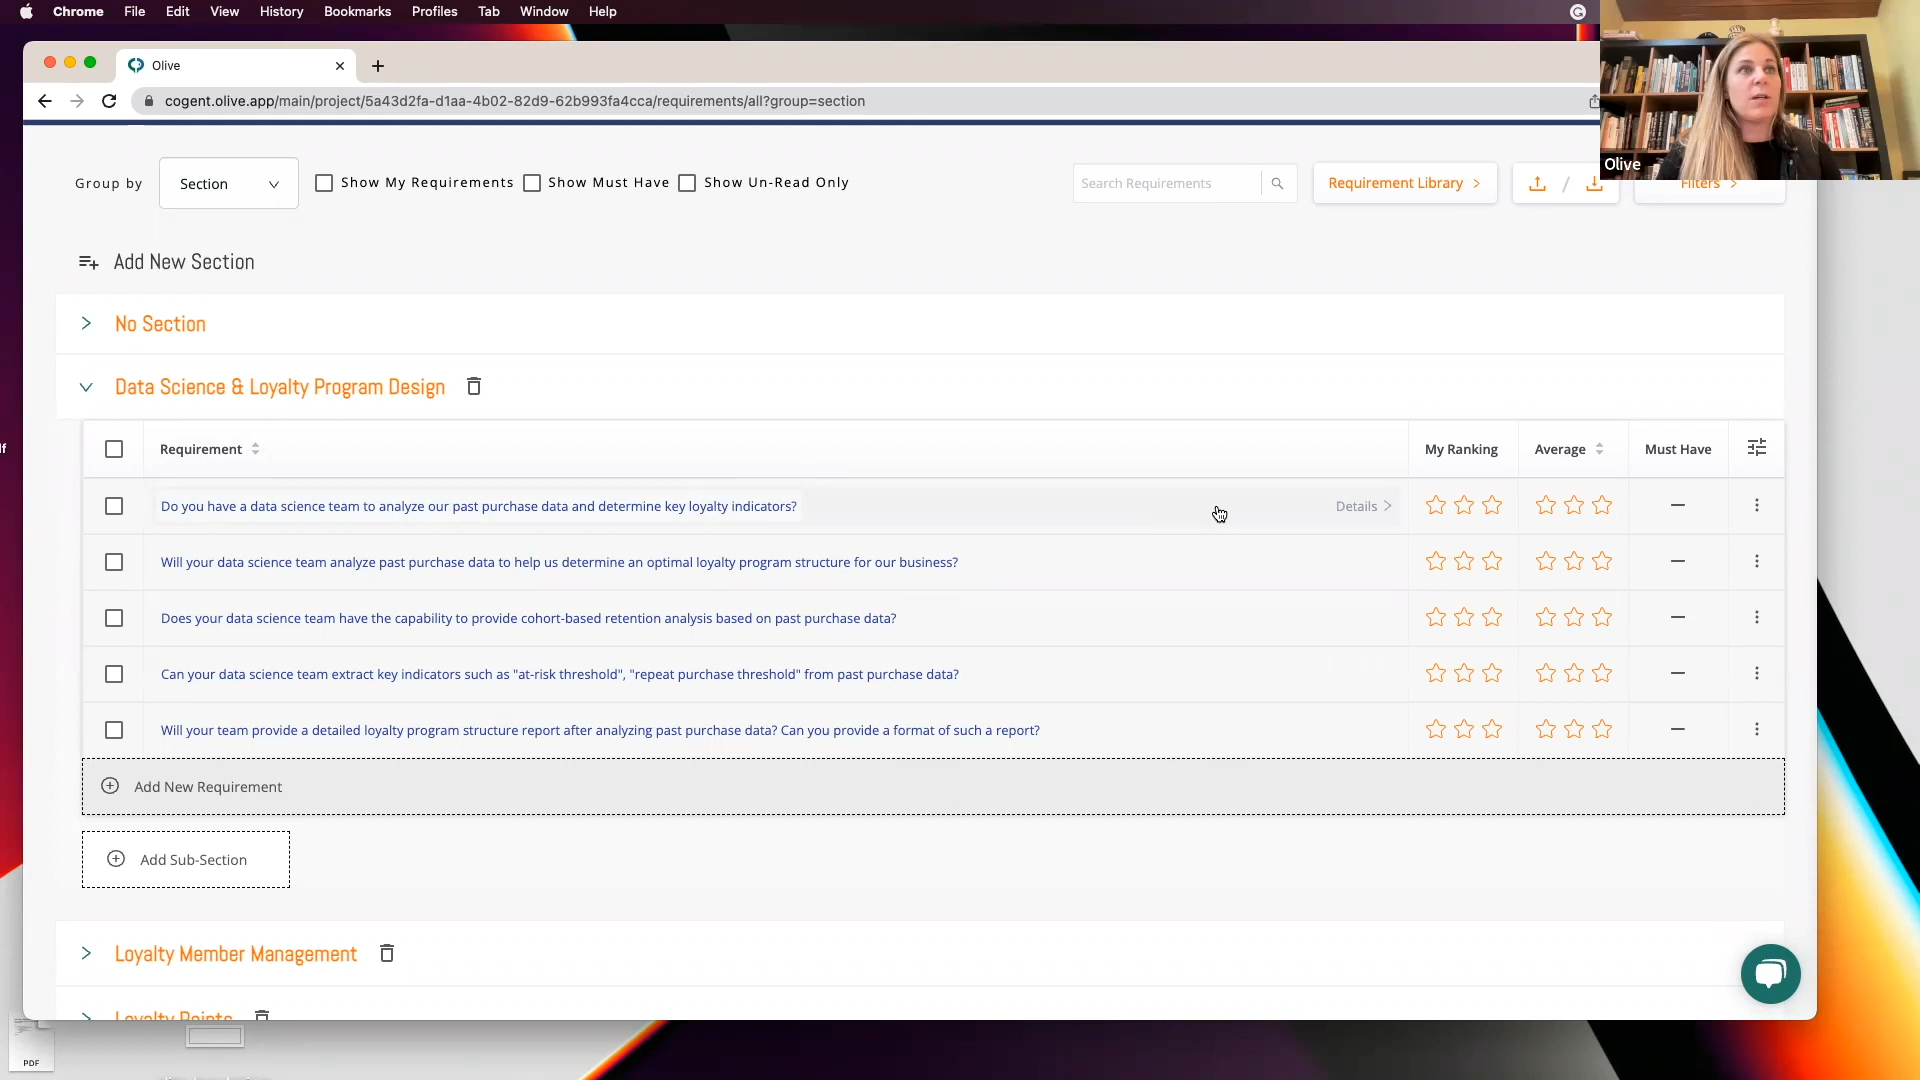 Chrome File Edit View History Bookmarks Profiles Tab Window Help
Olive
cogent.olive.app/main/project/5a43d2fa-d1aa-4b02-82d9-62b993fa4cca/requirements/all?group=section
Olive
Group by Section Show My Requirements Show Must Have Show Un-Read Only Search Requirements Requirement Library > / Filters >
Add New Section
No Section
Data Science & Loyalty Program Design
Requirement My Ranking Average Must Have
Do you have a data science team to analyze our past purchase data and determine key loyalty indicators? Details >
Will your data science team analyze past purchase data to help us determine an optimal loyalty program structure for our business?
Does your data science team have the capability to provide cohort-based retention analysis based on past purchase data?
Can your data science team extract key indicators such as "at-risk threshold", "repeat purchase threshold" from past purchase data?
Will your team provide a detailed loyalty program structure report after analyzing past purchase data? Can you provide a format of such a report?
Add New Requirement
Add Sub-Section
Loyalty Member Management
Loyalty Points
PDF